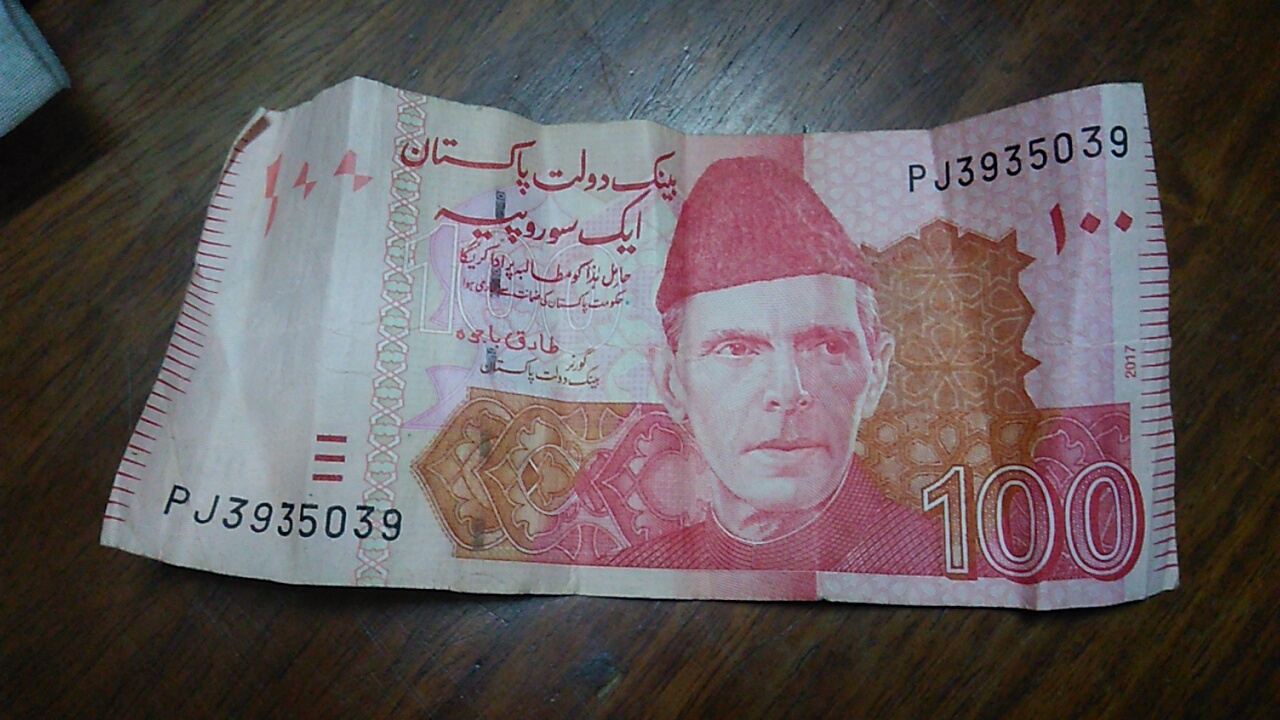 بینک دولت پاکستان
PJ3935039
ایک سو روپیہ
۱۰۰
حامل ہٰذا کو مطالبہ پر ادا کریگا
حکومت پاکستان کی ضمانت سے جاری ہوا
طارق باجوہ
گورنر
بینک دولت پاکستان
2017
100
PJ3935039